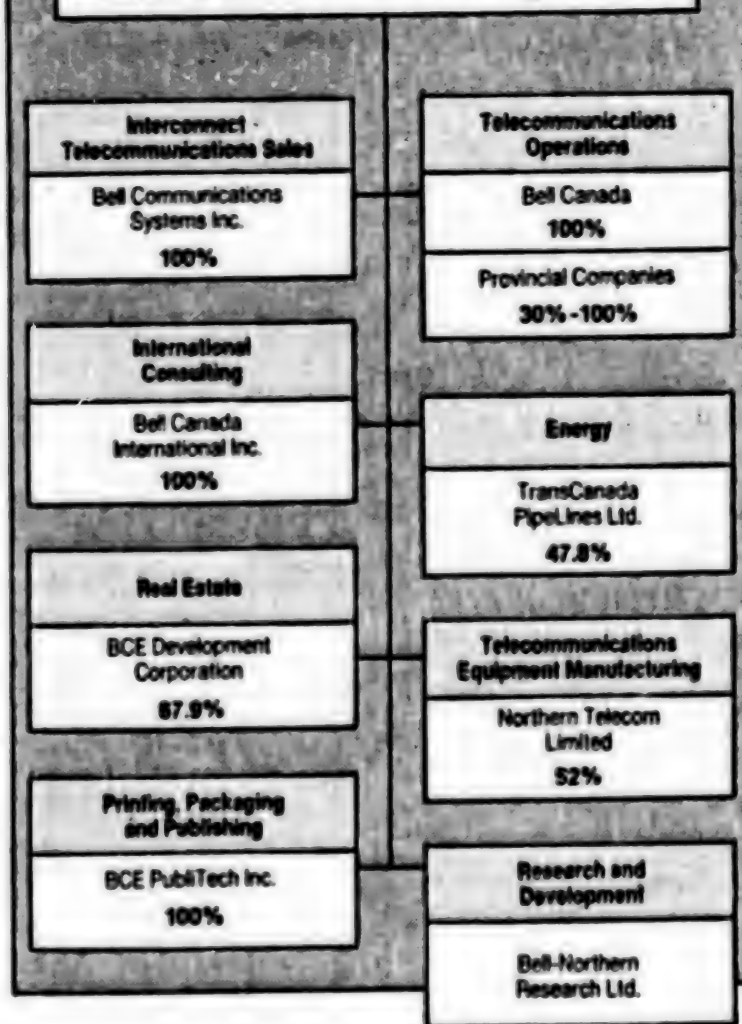 Interconnect
Telecommunications Sales
Bell Communications
Systems Inc.
100%
Telecommunications
Operations
Bell Canada
100%
Provincial Companies
30%-100%
International
Consulting
Bell Canada
International Inc.
100%
Energy
TransCanada
PipeLines Ltd.
47.8%
Real Estate
BCE Development
Corporation
67.9%
Telecommunications
Equipment Manufacturing
Northern Telecom
Limited
52%
Printing, Packaging
and Publishing
BCE PubliTech Inc.
100%
Research and
Development
Bell-Northern
Research Ltd.